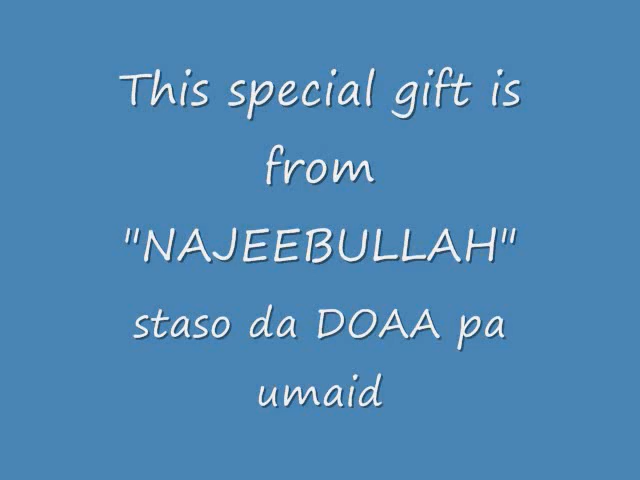 This special gift is
from
"NAJEEBULLAH"
staso da DOAA pa
umaid